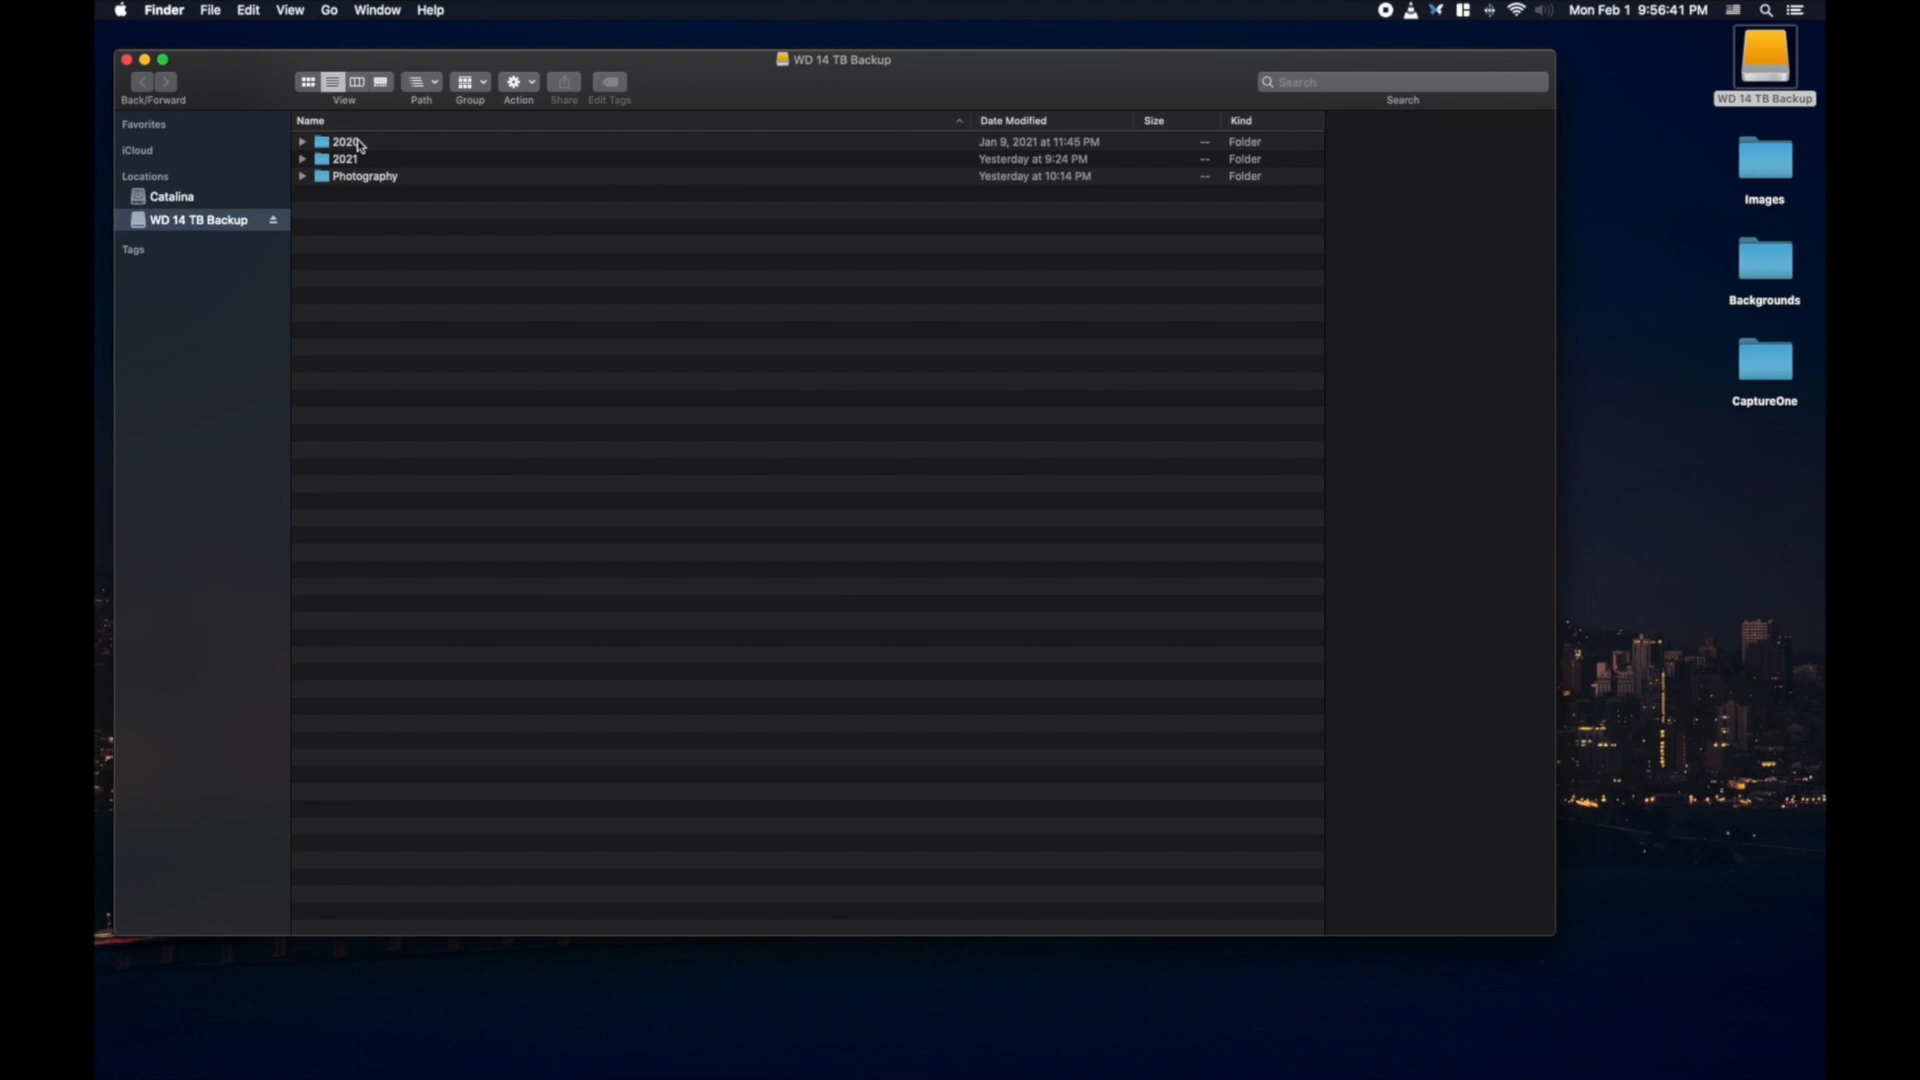 Finder File Edit View Go Window Help Mon Feb 1 9:56:41 PM
WD 14 TB Backup
Search
Back/Forward View Path Group Action Share Edit Tags Search
WD 14 TB Backup
Favorites
iCloud
Locations
Catalina
WD 14 TB Backup
Tags
Name Date Modified Size Kind
2020 Jan 9, 2021 at 11:45 PM -- Folder
2021 Yesterday at 9:24 PM -- Folder
Photography Yesterday at 10:14 PM -- Folder
Images
Backgrounds
CaptureOne